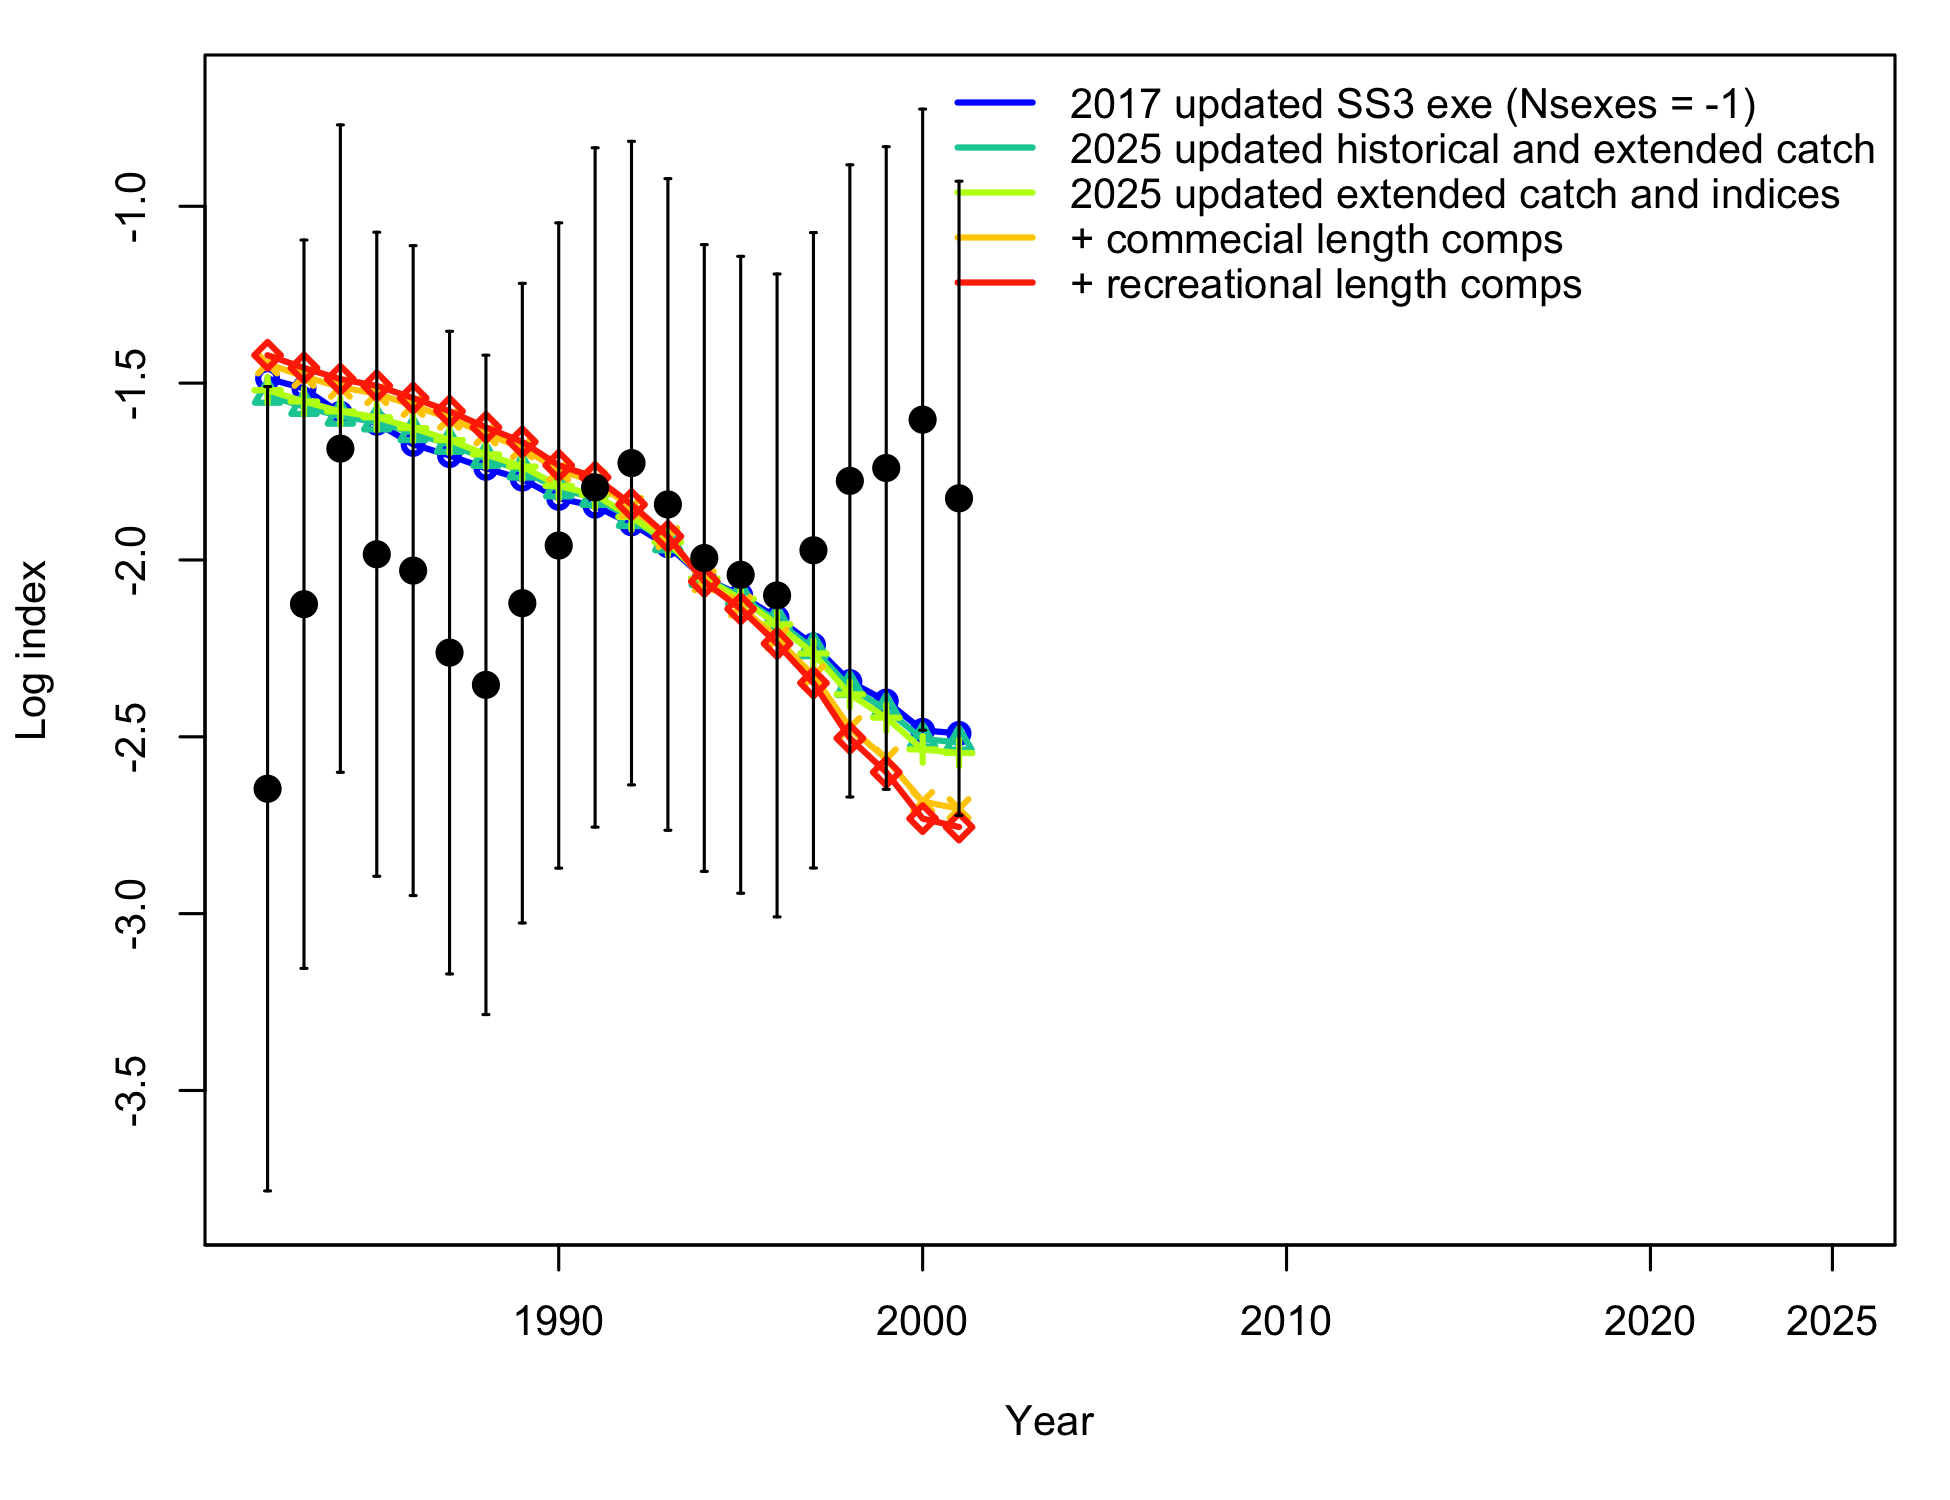 2017 updated SS3 exe (Nsexes = -1)
2025 updated historical and extended catch
2025 updated extended catch and indices
+ commecial length comps
+ recreational length comps
Log index
-1.0
-1.5
-2.0
-2.5
-3.0
-3.5
1990 2000 2010 2020 2025
Year